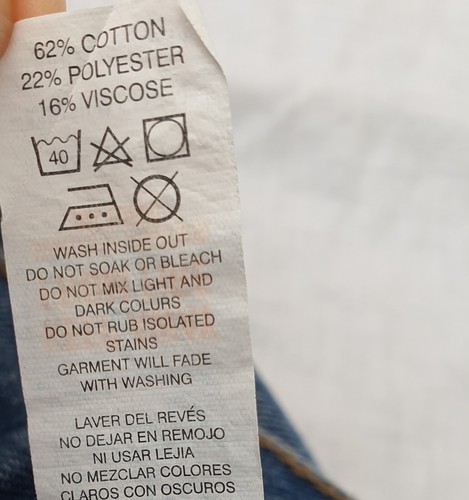 62% COTTON
22% POLYESTER
16% VISCOSE
40
WASH INSIDE OUT
DO NOT SOAK OR BLEACH
DO NOT MIX LIGHT AND
DARK COLURS
DO NOT RUB ISOLATED
STAINS
GARMENT WILL FADE
WITH WASHING
LAVER DEL REVÉS
NO DEJAR EN REMOJO
NI USAR LEJIA
NO MEZCLAR COLORES
CLAROS CON OSCUROS